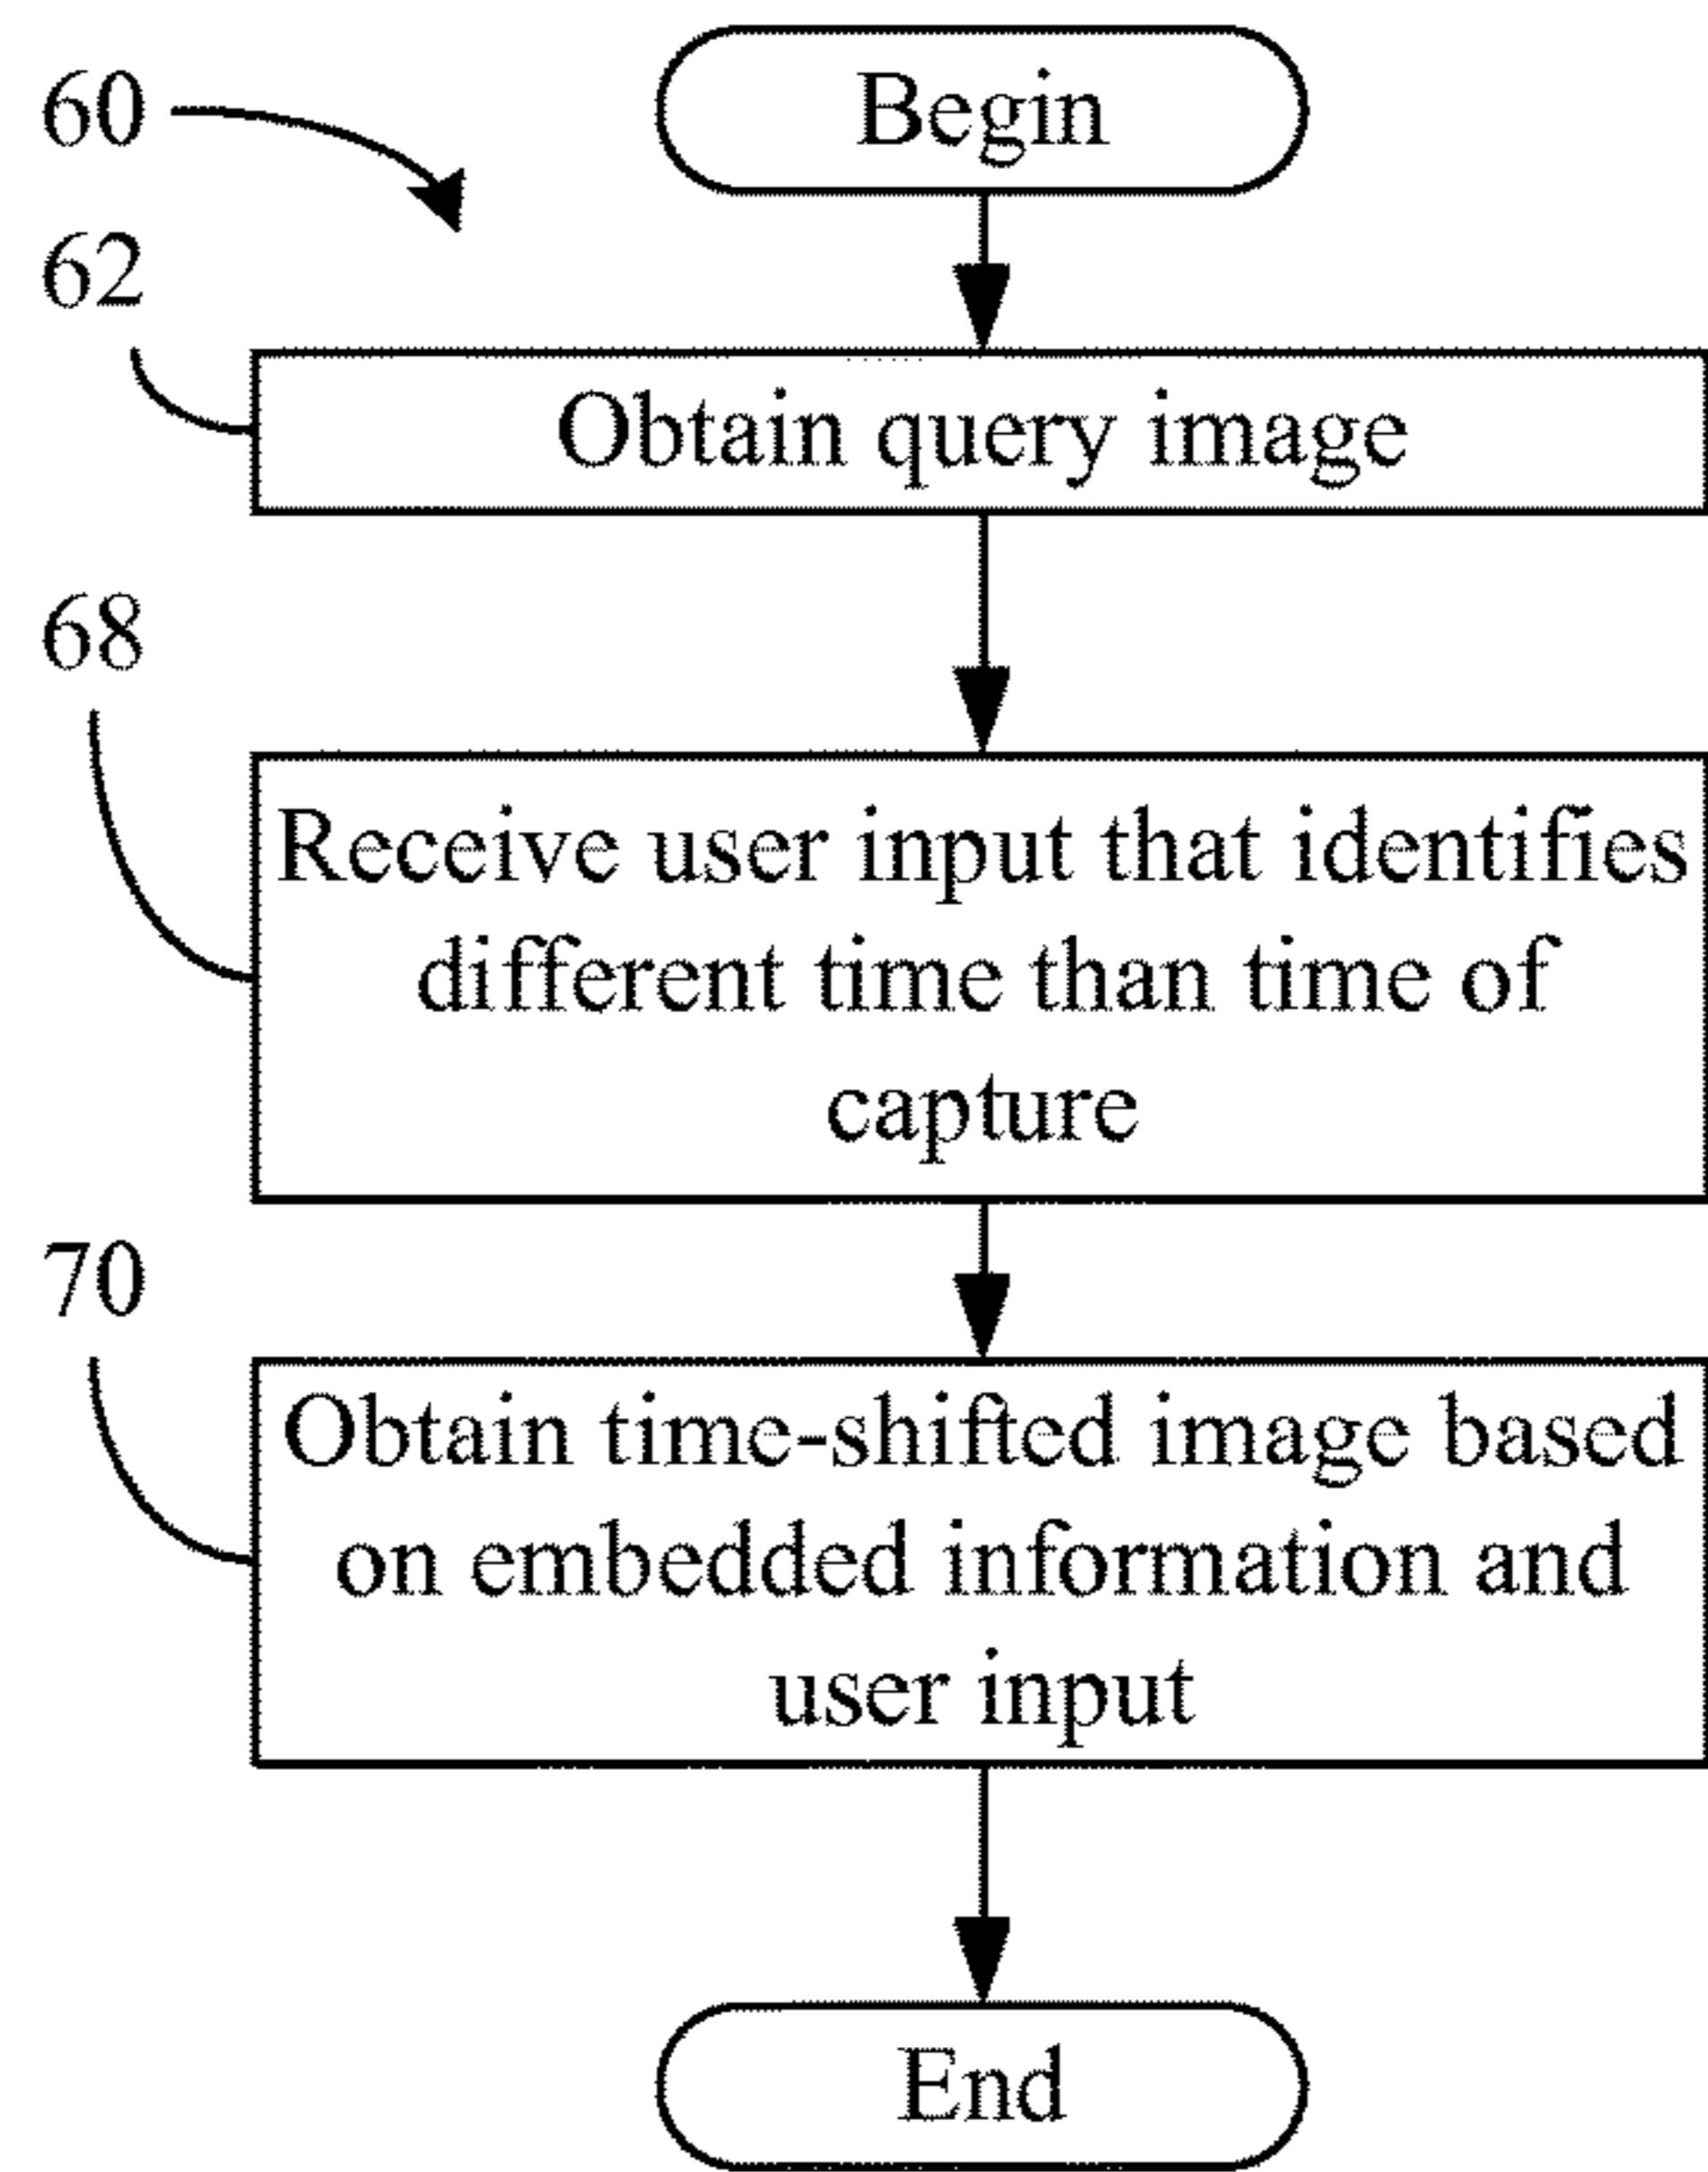 60
Begin
62
Obtain query image
68
Receive user input that identifies
different time than time of
capture
70
Obtain time-shifted image based
on embedded information and
user input
End